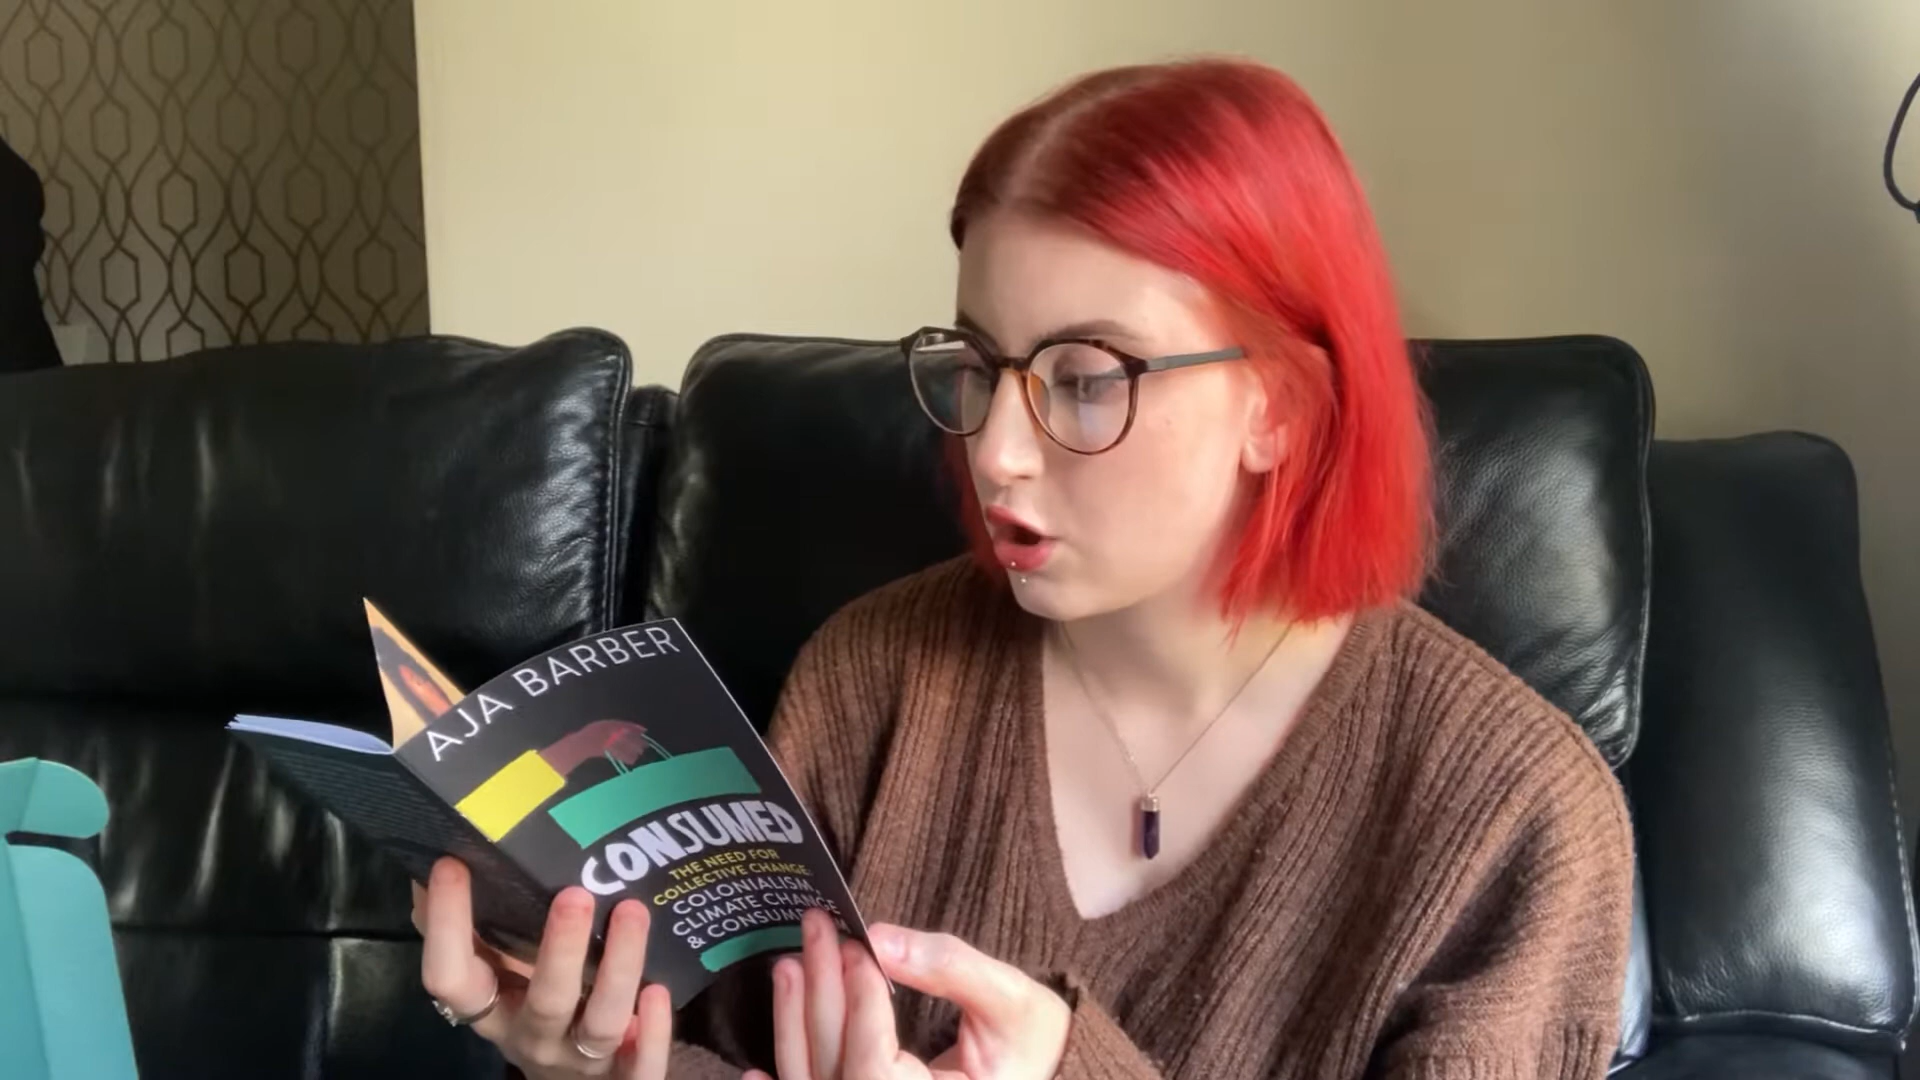 AJA BARBER
CONSUMED
THE NEED FOR
COLLECTIVE CHANGE
COLONIALISM
CLIMATE CHANGE
&